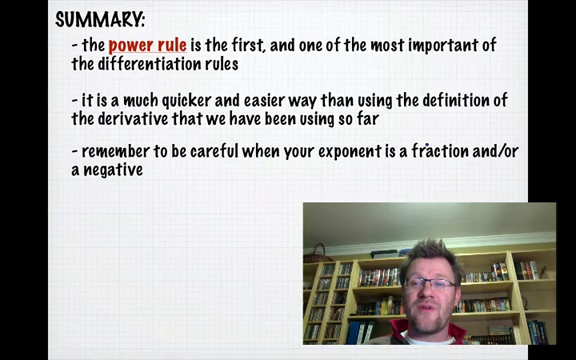 SUMMARY:
- the power rule is the first, and one of the most important of
the differentiation rules
- it is a much quicker and easier way than using the definition of
the derivative that we have been using so far
- remember to be careful when your exponent is a fraction and/or
a negative